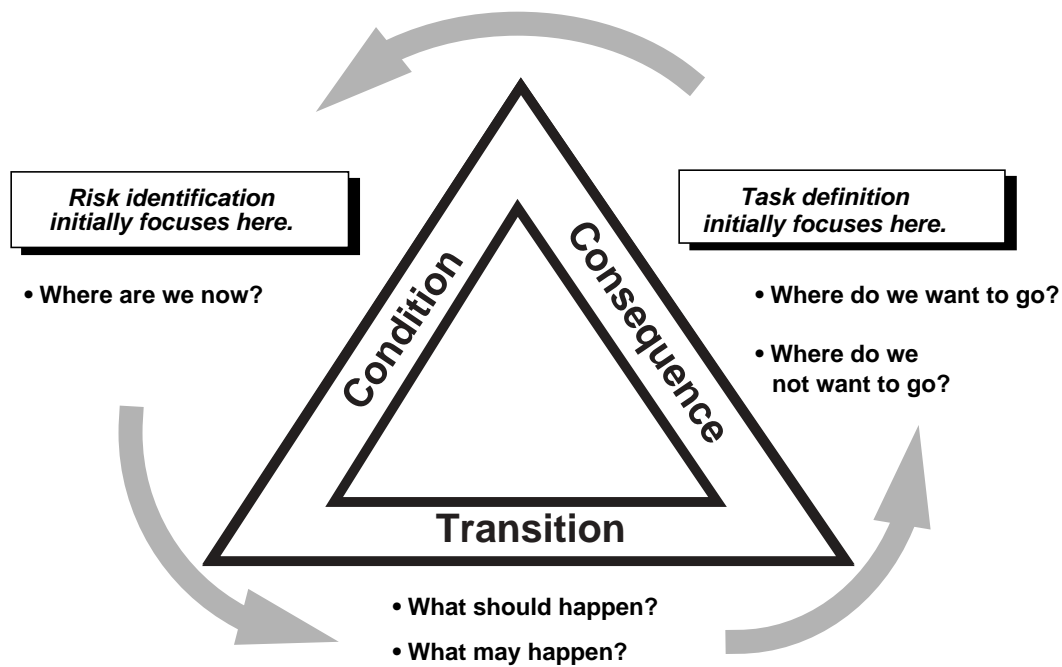 Risk identification
initially focuses here.
• Where are we now?
Condition
Consequence
Transition
Task definition
initially focuses here.
• Where do we want to go?
• Where do we
not want to go?
• What should happen?
• What may happen?